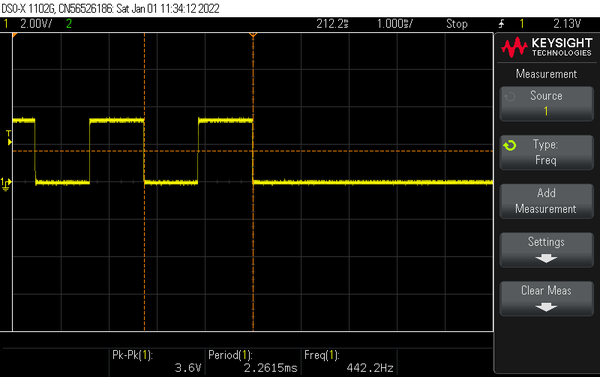 DSO-X 1102G, CN56526186: Sat Jan 01 11:34:12 2022
1 2.00V/ 2 212.2s 1.000s/ Stop 1 2.13V
KEYSIGHT
TECHNOLOGIES
Measurement
Source
1
Type:
Freq
Add
Measurement
Settings
Clear Meas
T
1
Pk-Pk(1): Period(1): Freq(1):
3.6V 2.2615ms 442.2Hz